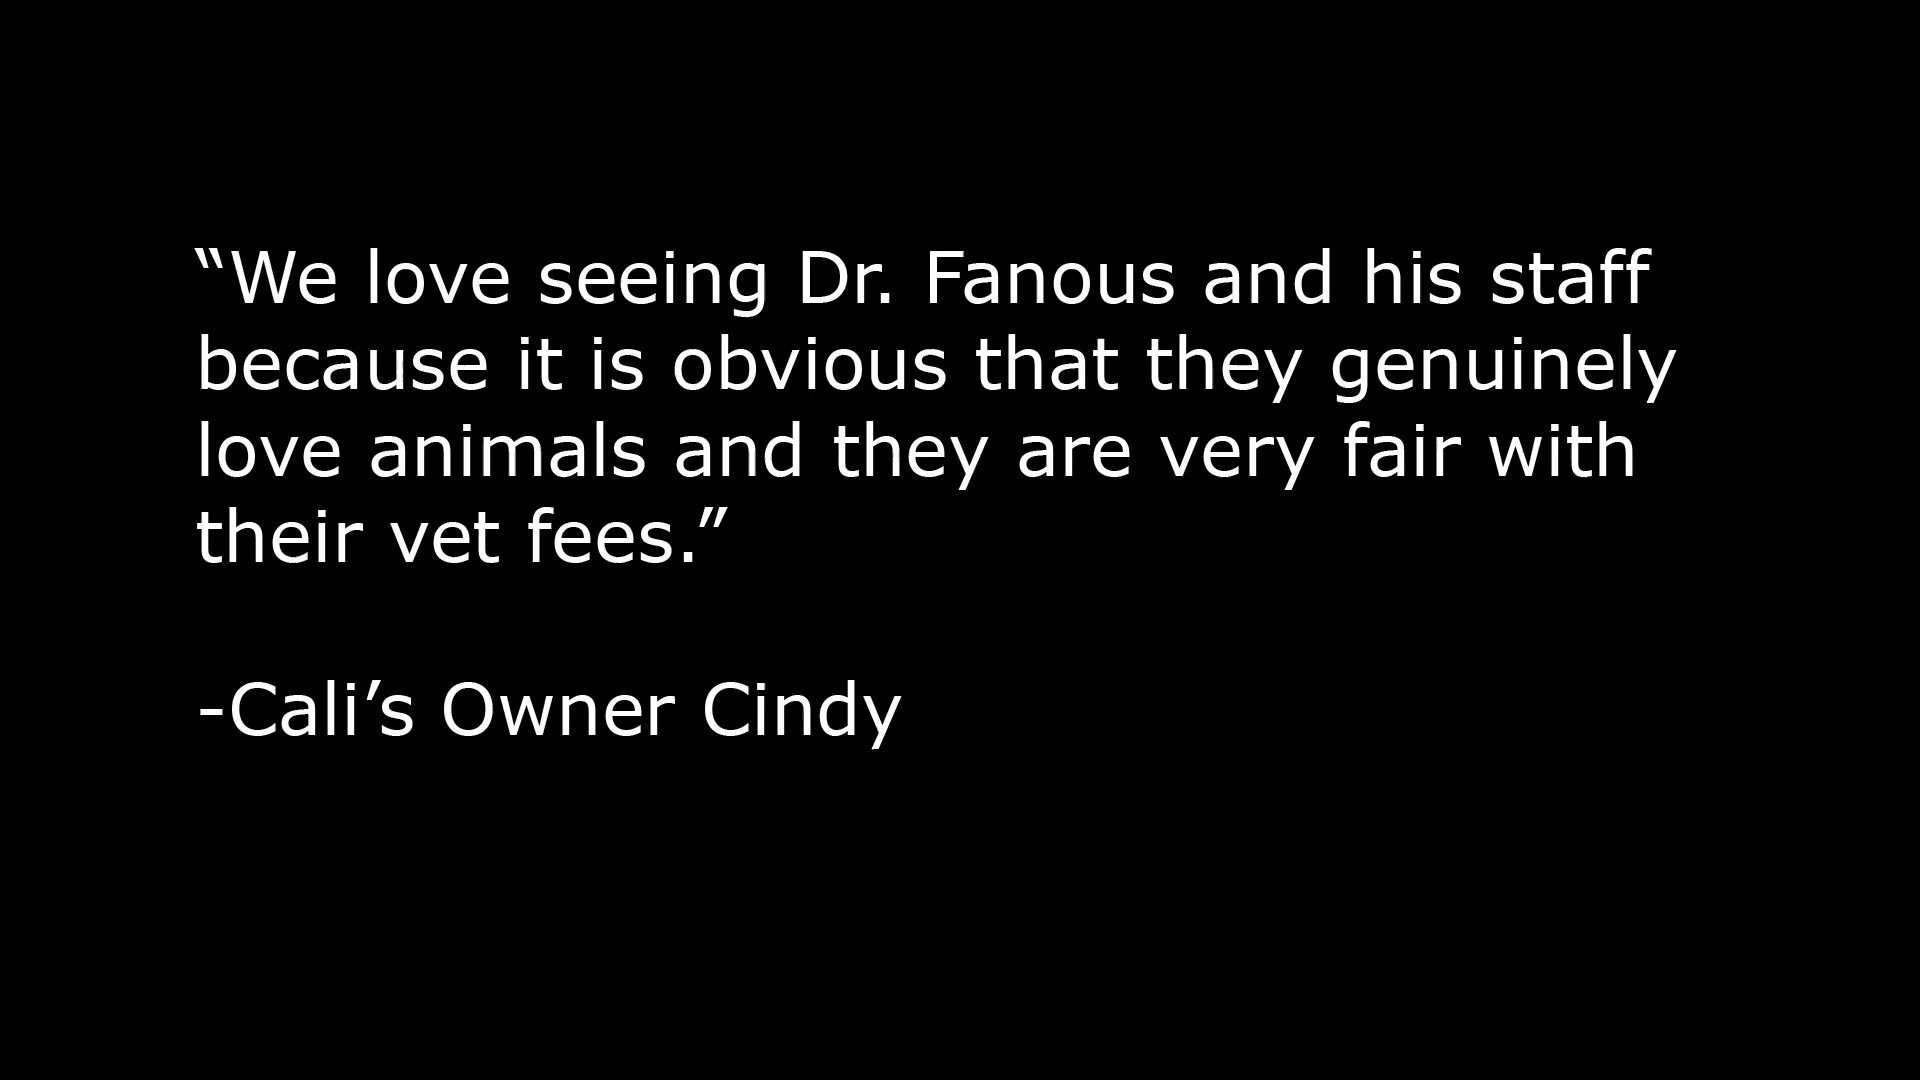 “We love seeing Dr. Fanous and his staff
because it is obvious that they genuinely
love animals and they are very fair with
their vet fees.”
-Cali’s Owner Cindy